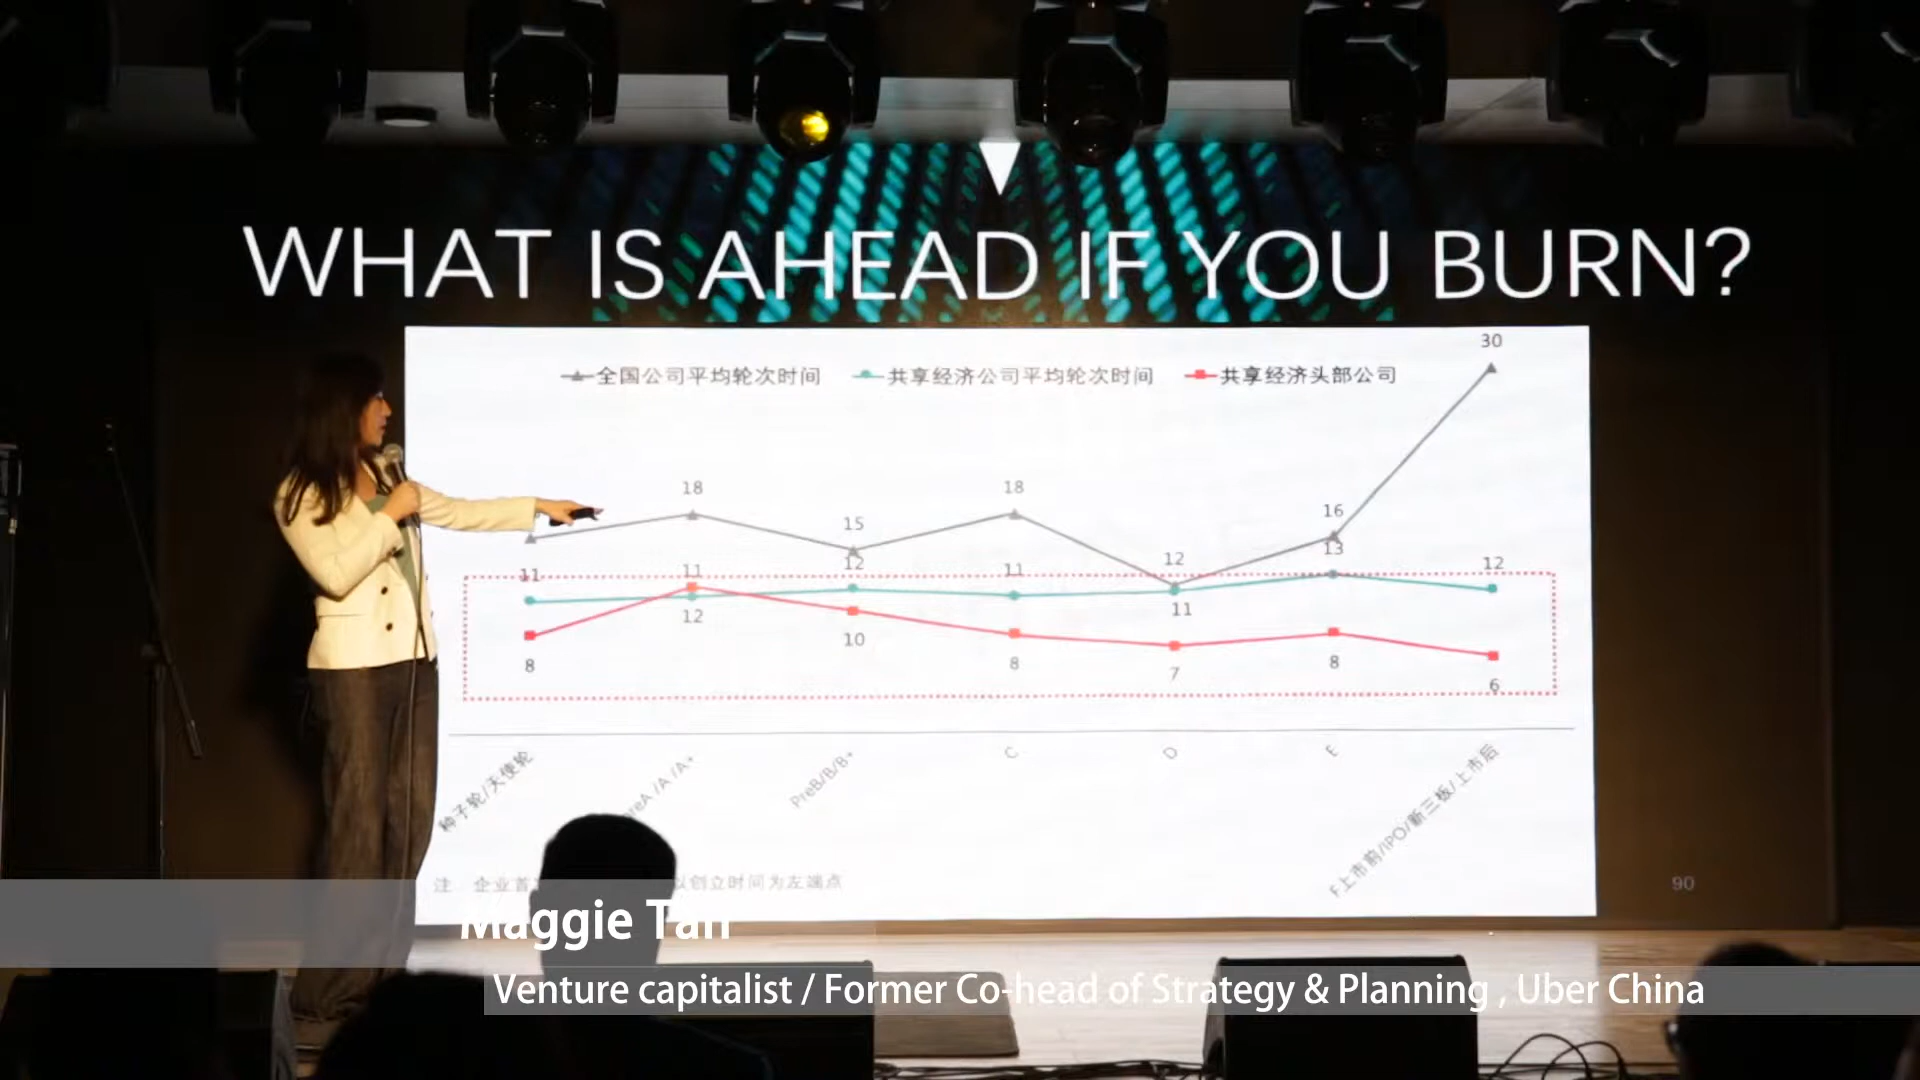 WHAT IS AHEAD IF YOU BURN?
全国公司平均轮次时间 共享经济公司平均轮次时间 共享经济头部公司
30
18 18
15 16
12 13 12
11 11 12 11
12 11
8 10 8 7 8 6
种子轮/天使轮 reA /A /A+ PreB/B/B+ C D E F上市前/IPO/新三板/上市后
注 企业首 以创立时间为左端点
90
Maggie Tan
Venture capitalist / Former Co-head of Strategy & Planning , Uber China